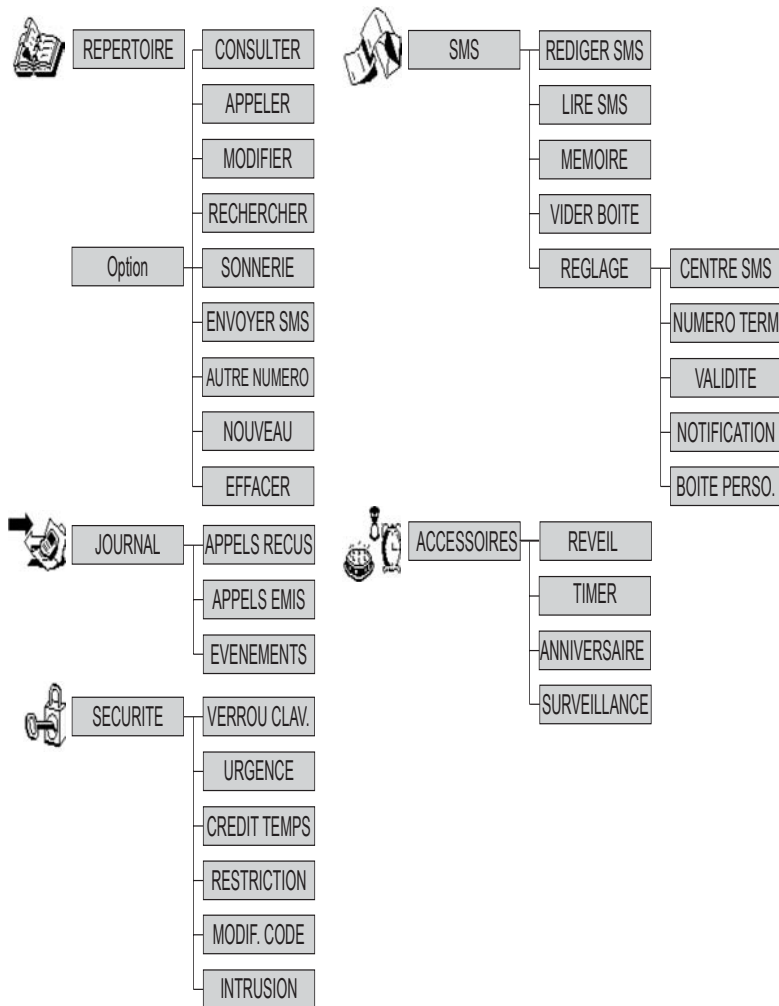 REPERTOIRE
CONSULTER
APPELER
MODIFIER
RECHERCHER
Option
SONNERIE
ENVOYER SMS
AUTRE NUMERO
NOUVEAU
EFFACER
JOURNAL
APPELS RECUS
APPELS EMIS
EVENEMENTS
SECURITE
VERROU CLAV.
URGENCE
CREDIT TEMPS
RESTRICTION
MODIF. CODE
INTRUSION
SMS
REDIGER SMS
LIRE SMS
MEMOIRE
VIDER BOITE
REGLAGE
CENTRE SMS
NUMERO TERM
VALIDITE
NOTIFICATION
BOITE PERSO.
ACCESSOIRES
REVEIL
TIMER
ANNIVERSAIRE
SURVEILLANCE